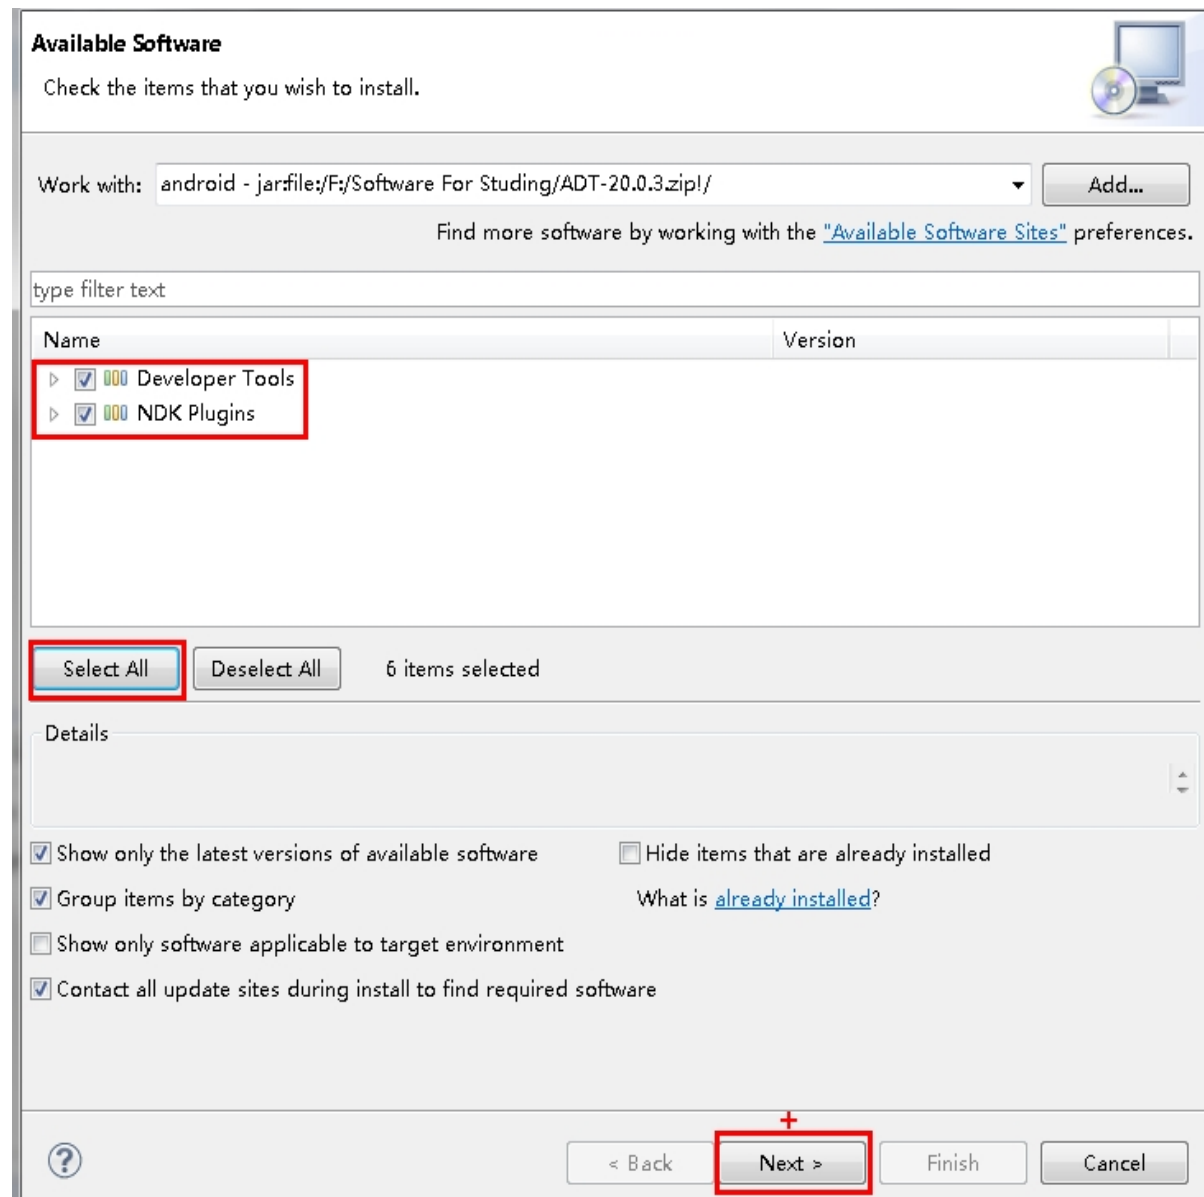 Available Software
Check the items that you wish to install.
Work with: android - jar:file:/F:/Software For Studing/ADT-20.0.3.zip!/ Add...
Find more software by working with the "Available Software Sites" preferences.
type filter text
Name Version
Developer Tools
NDK Plugins
Select All Deselect All 6 items selected
Details
Show only the latest versions of available software Hide items that are already installed
Group items by category What is already installed?
Show only software applicable to target environment
Contact all update sites during install to find required software
+
? < Back Next > Finish Cancel